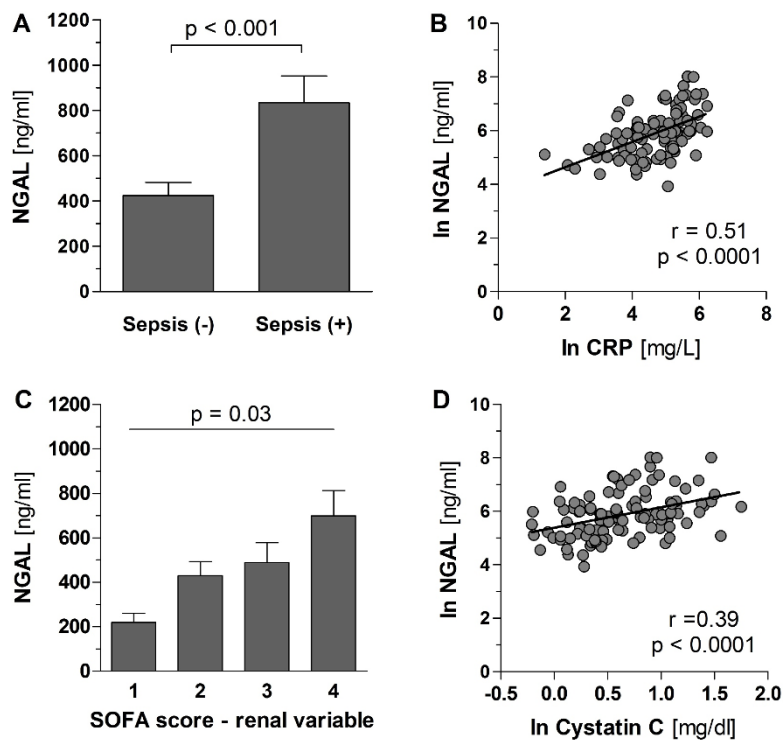 A
p < 0.001
NGAL [ng/ml]
1200
1000
800
600
400
200
0
Sepsis (-)
Sepsis (+)
B
ln NGAL [ng/ml]
10
8
6
4
2
0
r = 0.51
p < 0.0001
0
2
4
6
8
ln CRP [mg/L]
C
p = 0.03
NGAL [ng/ml]
1200
1000
800
600
400
200
0
1
2
3
4
SOFA score - renal variable
D
ln NGAL [ng/ml]
10
8
6
4
2
0
r =0.39
p < 0.0001
-0.5
0.0
0.5
1.0
1.5
2.0
ln Cystatin C [mg/dl]